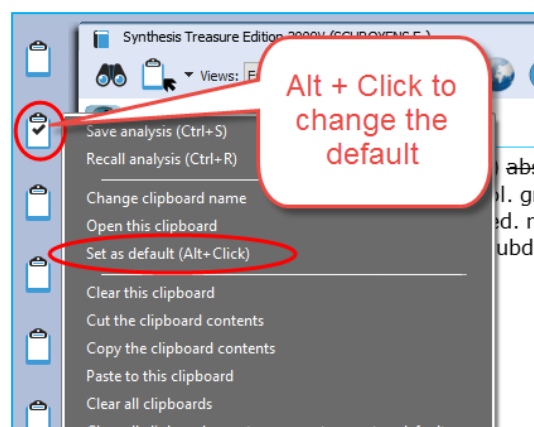 Synthesis Treasure Edition 2009V (SCHROYENS F.)
Views:
Alt + Click to
change the
default
Save analysis (Ctrl+S)
Recall analysis (Ctrl+R)
Change clipboard name
Open this clipboard
Set as default (Alt+Click)
Clear this clipboard
Cut the clipboard contents
Copy the clipboard contents
Paste to this clipboard
Clear all clipboards